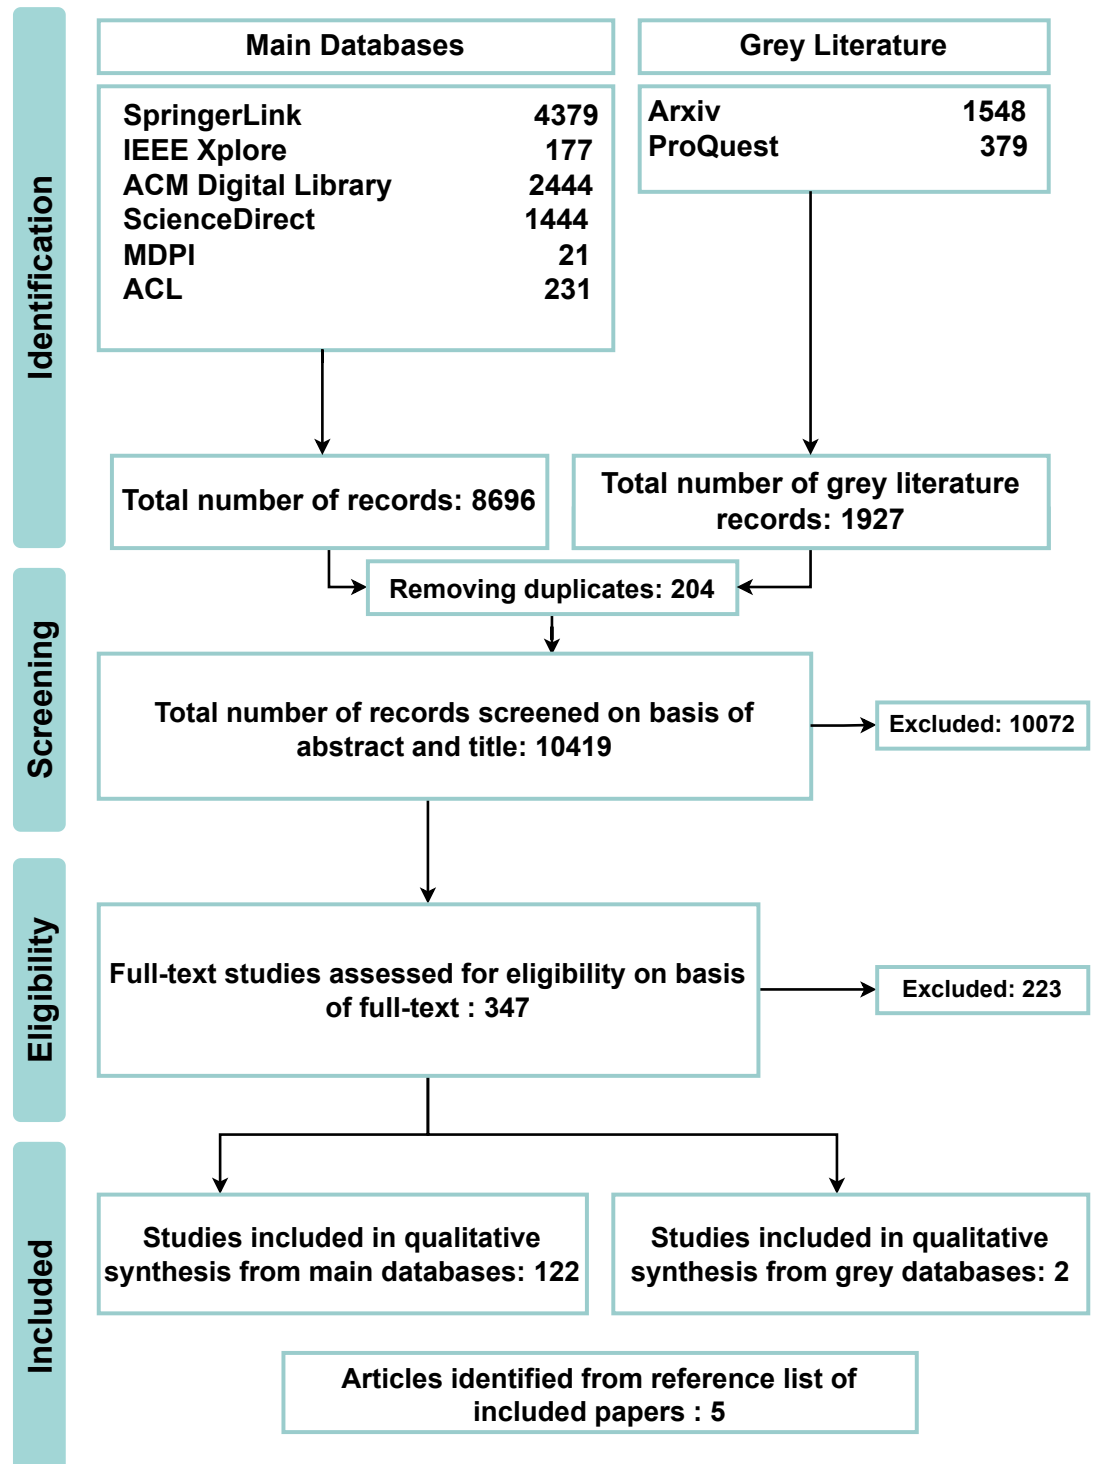 Identification
Main Databases
SpringerLink 4379
IEEE Xplore 177
ACM Digital Library 2444
ScienceDirect 1444
MDPI 21
ACL 231
Grey Literature
Arxiv 1548
ProQuest 379
Total number of records: 8696
Total number of grey literature
records: 1927
Screening
Removing duplicates: 204
Total number of records screened on basis of
abstract and title: 10419
Excluded: 10072
Eligibility
Full-text studies assessed for eligibility on basis
of full-text : 347
Excluded: 223
Included
Studies included in qualitative
synthesis from main databases: 122
Studies included in qualitative
synthesis from grey databases: 2
Articles identified from reference list of
included papers : 5